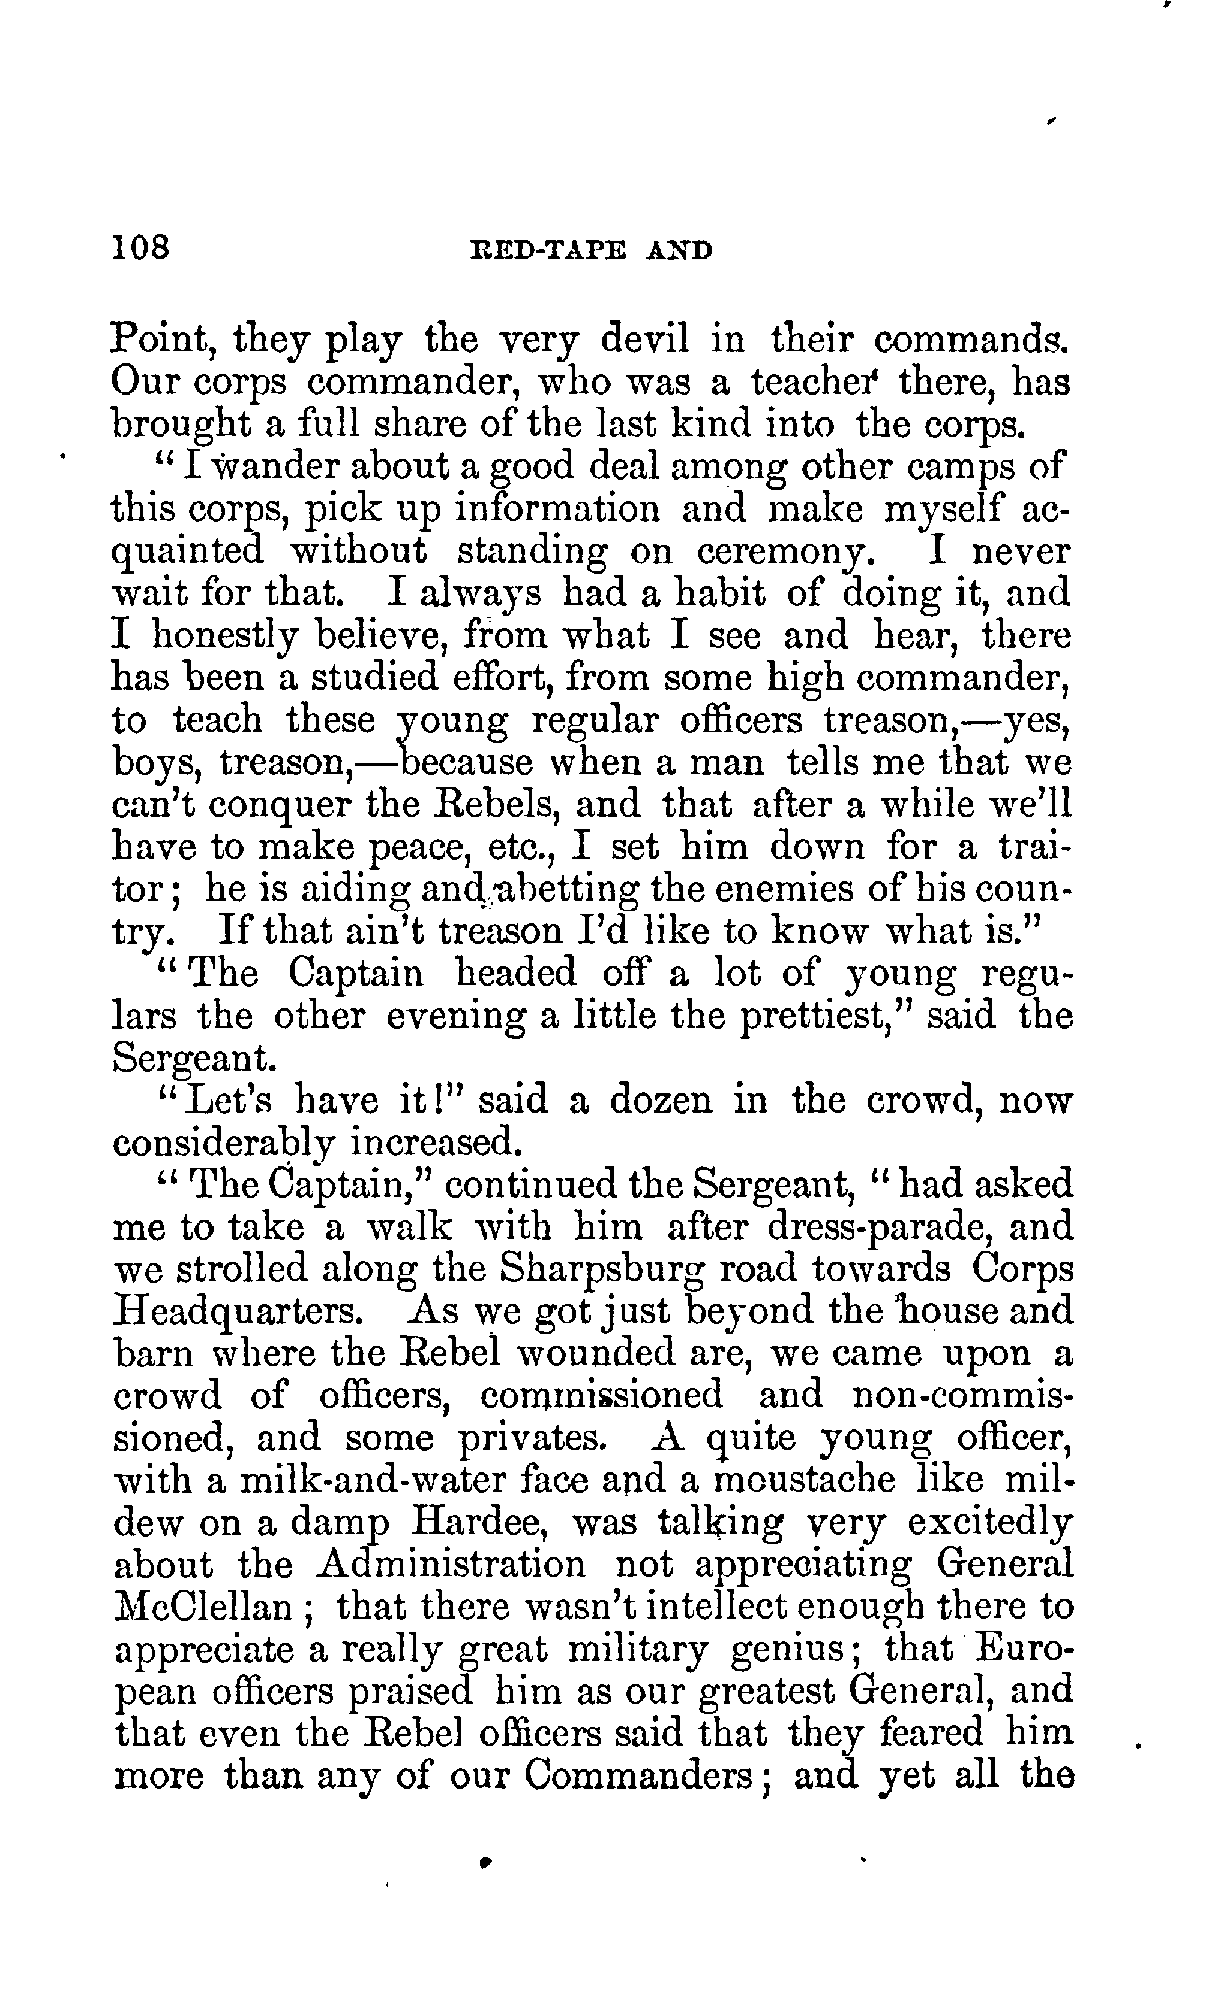 108 RED-TAPE AND
Point, they play the very devil in their commands.
Our corps commander, who was a teacher there, has
brought a full share of the last kind into the corps.
“ I wander about a good deal among other camps of
this corps, pick up information and make myself ac-
quainted without standing on ceremony. I never
wait for that. I always had a habit of doing it, and
I honestly believe, from what I see and hear, there
has been a studied effort, from some high commander,
to teach these young regular officers treason,—yes,
boys, treason,—because when a man tells me that we
can't conquer the Rebels, and that after a while we'll
have to make peace, etc., I set him down for a trai-
tor; he is aiding and abetting the enemies of his coun-
try. If that ain't treason I'd like to know what is.”
“ The Captain headed off a lot of young regu-
lars the other evening a little the prettiest,” said the
Sergeant.
“Let's have it!” said a dozen in the crowd, now
considerably increased.
“ The Captain,” continued the Sergeant, “ had asked
me to take a walk with him after dress-parade, and
we strolled along the Sharpsburg road towards Corps
Headquarters. As we got just beyond the house and
barn where the Rebel wounded are, we came upon a
crowd of officers, commissioned and non-commis-
sioned, and some privates. A quite young officer,
with a milk-and-water face and a moustache like mil-
dew on a damp Hardee, was talking very excitedly
about the Administration not appreciating General
McClellan ; that there wasn't intellect enough there to
appreciate a really great military genius; that Euro-
pean officers praised him as our greatest General, and
that even the Rebel officers said that they feared him
more than any of our Commanders; and yet all the